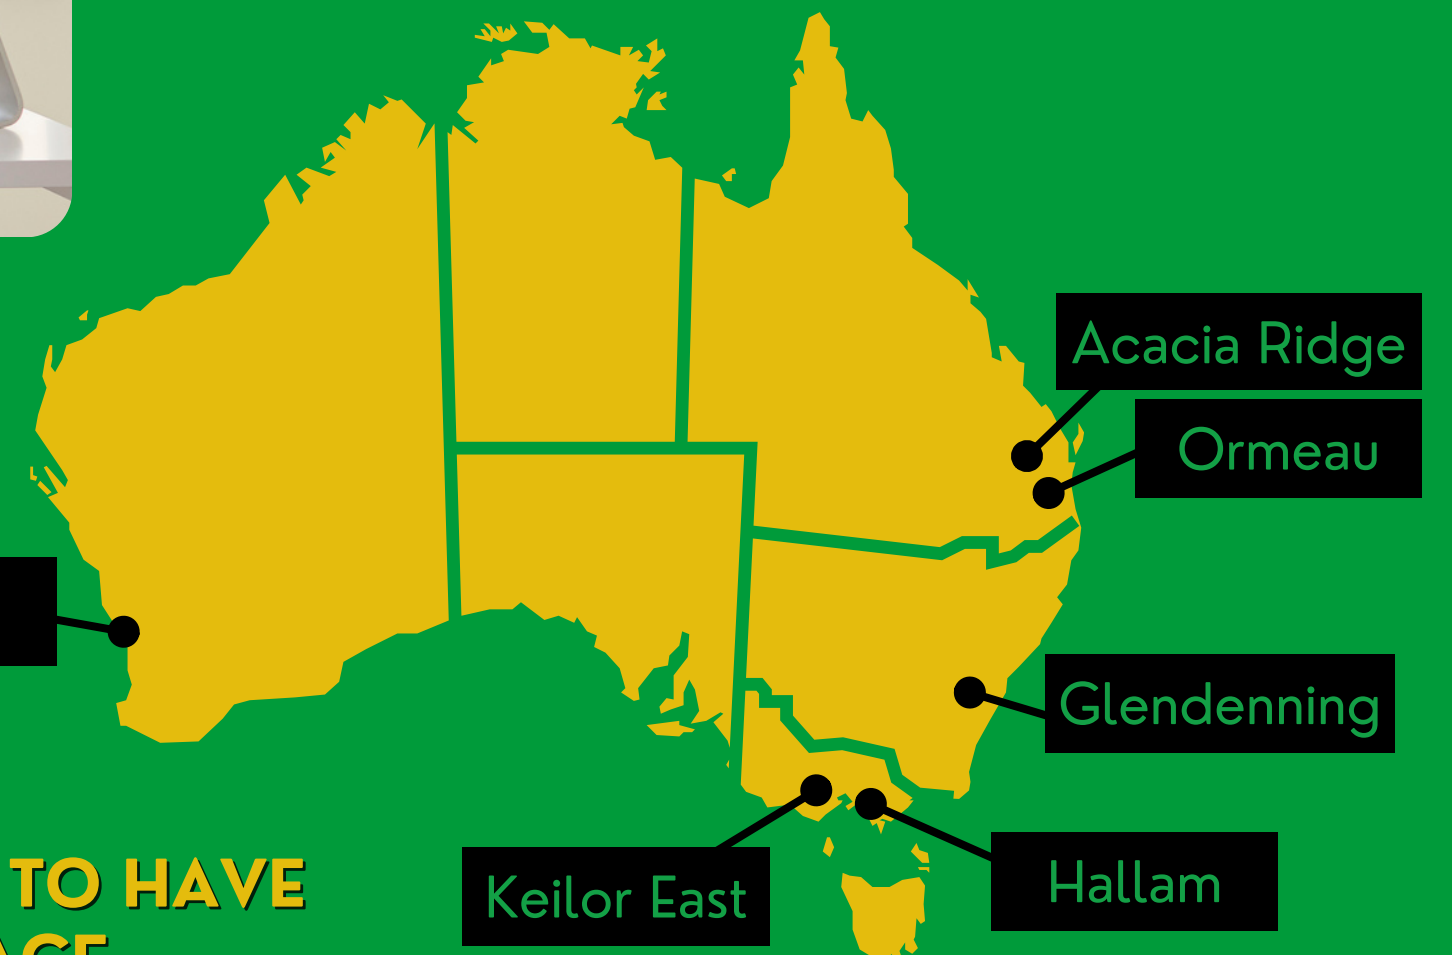 Acacia Ridge
Ormeau
Glendenning
Keilor East
Hallam
TO HAVE